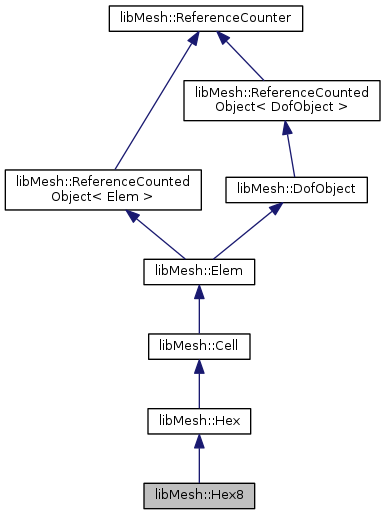 libMesh::ReferenceCounter
libMesh::ReferenceCounted
Object< DofObject >
libMesh::ReferenceCounted
Object< Elem >
libMesh::DofObject
libMesh::Elem
libMesh::Cell
libMesh::Hex
libMesh::Hex8